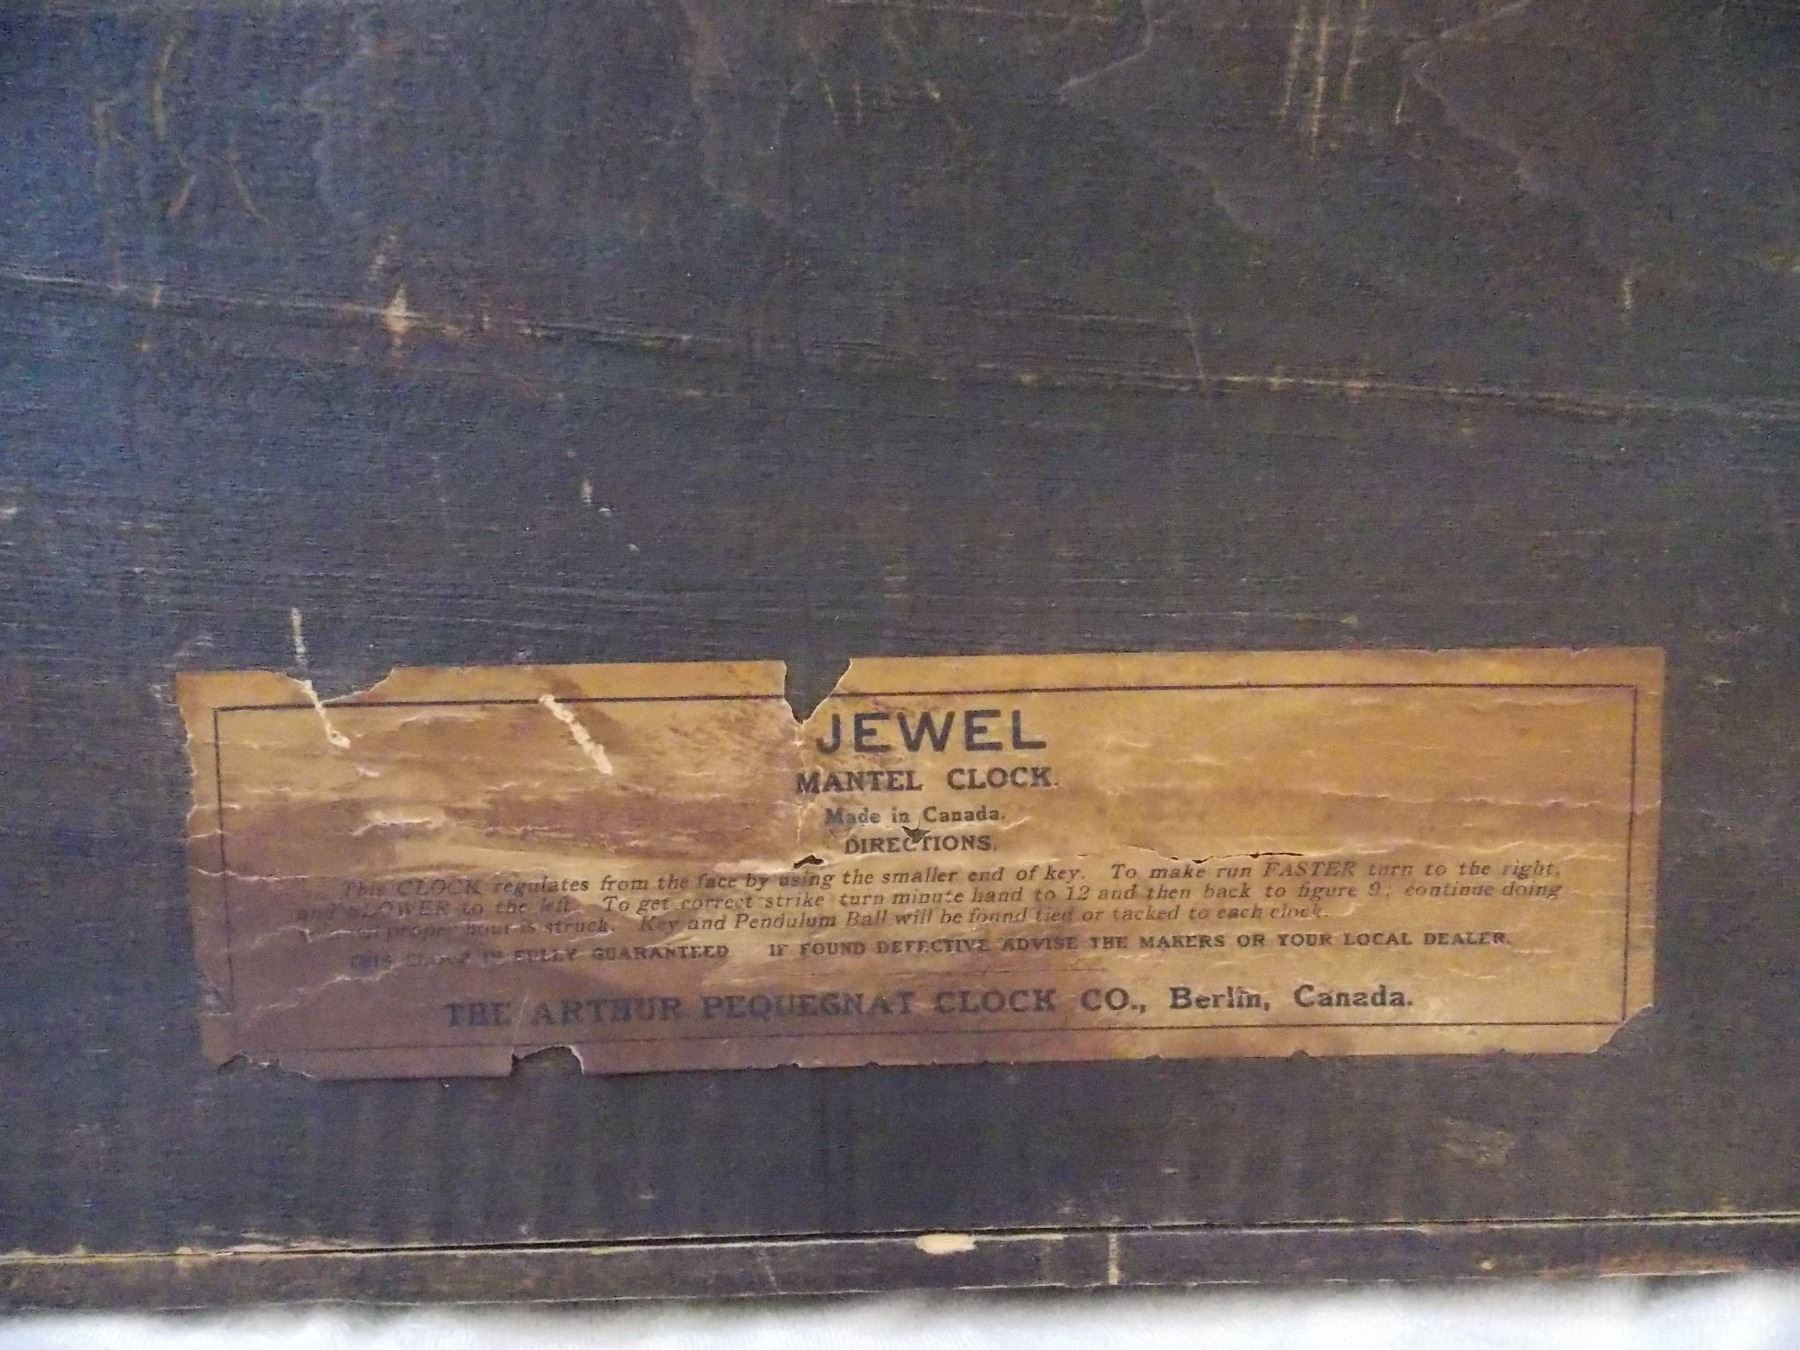 JEWEL
MANTEL CLOCK.
Made in Canada.
DIRECTIONS.
This CLOCK regulates from the face by using the smaller end of key. To make run FASTER turn to the right,
and SLOWER to the left. To get correct strike turn minute hand to 12 and then back to figure 9; continue doing
proper hour is struck. Key and Pendulum Ball will be found tied or tacked to each clock.
THIS CLOCK IS FULLY GUARANTEED IF FOUND DEFECTIVE ADVISE THE MAKERS OR YOUR LOCAL DEALER.
THE ARTHUR PEQUEGNAT CLOCK CO., Berlin, Canada.